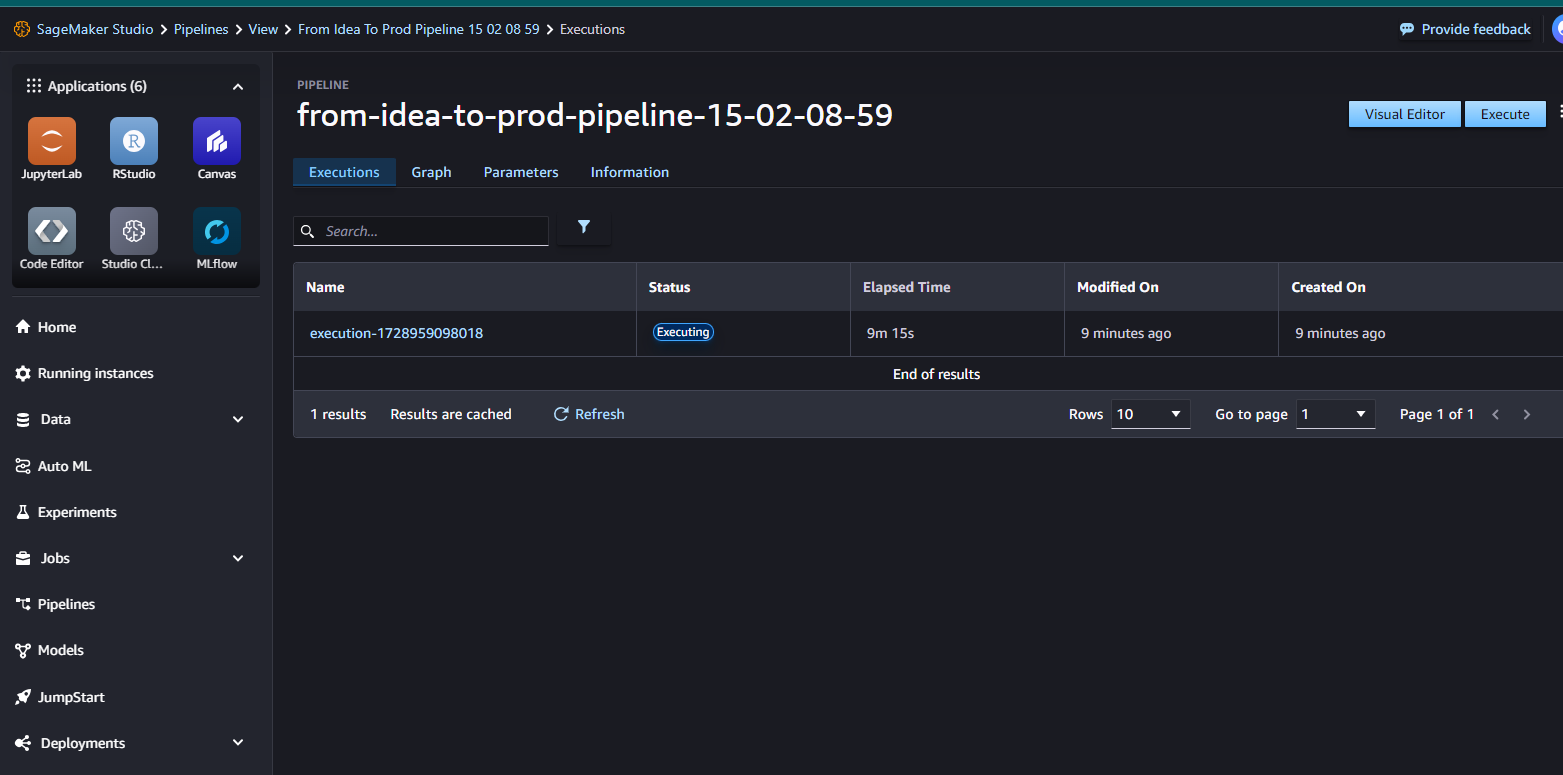 SageMaker Studio > Pipelines > View > From Idea To Prod Pipeline 15 02 08 59 > Executions
Provide feedback
Applications (6)
JupyterLab
RStudio
Canvas
Code Editor
Studio Cl...
MLflow
Home
Running instances
Data
Auto ML
Experiments
Jobs
Pipelines
Models
JumpStart
Deployments
PIPELINE
from-idea-to-prod-pipeline-15-02-08-59
Visual Editor
Execute
Executions Graph Parameters Information
Search...
Name Status Elapsed Time Modified On Created On
execution-1728959098018 Executing 9m 15s 9 minutes ago 9 minutes ago
End of results
1 results Results are cached Refresh Rows 10 Go to page 1 Page 1 of 1